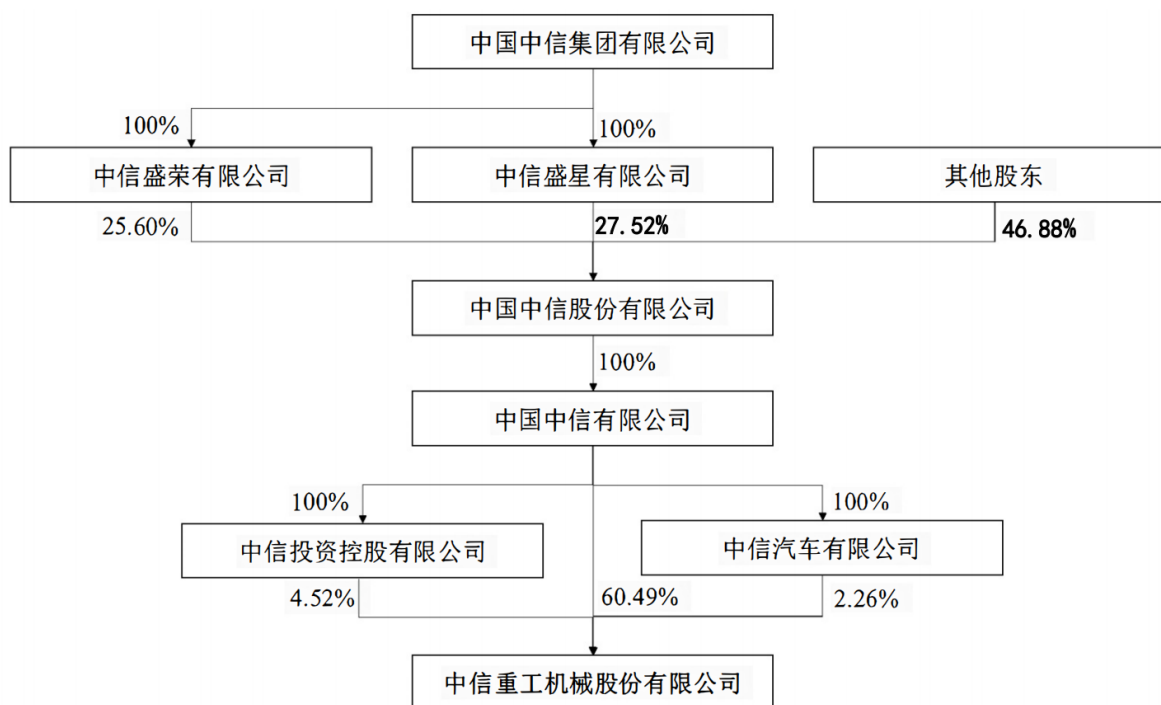 中国中信集团有限公司
100%
100%
中信盛荣有限公司
中信盛星有限公司
其他股东
25.60%
27.52%
46.88%
中国中信股份有限公司
100%
中国中信有限公司
100%
100%
中信投资控股有限公司
中信汽车有限公司
4.52%
60.49%
2.26%
中信重工机械股份有限公司